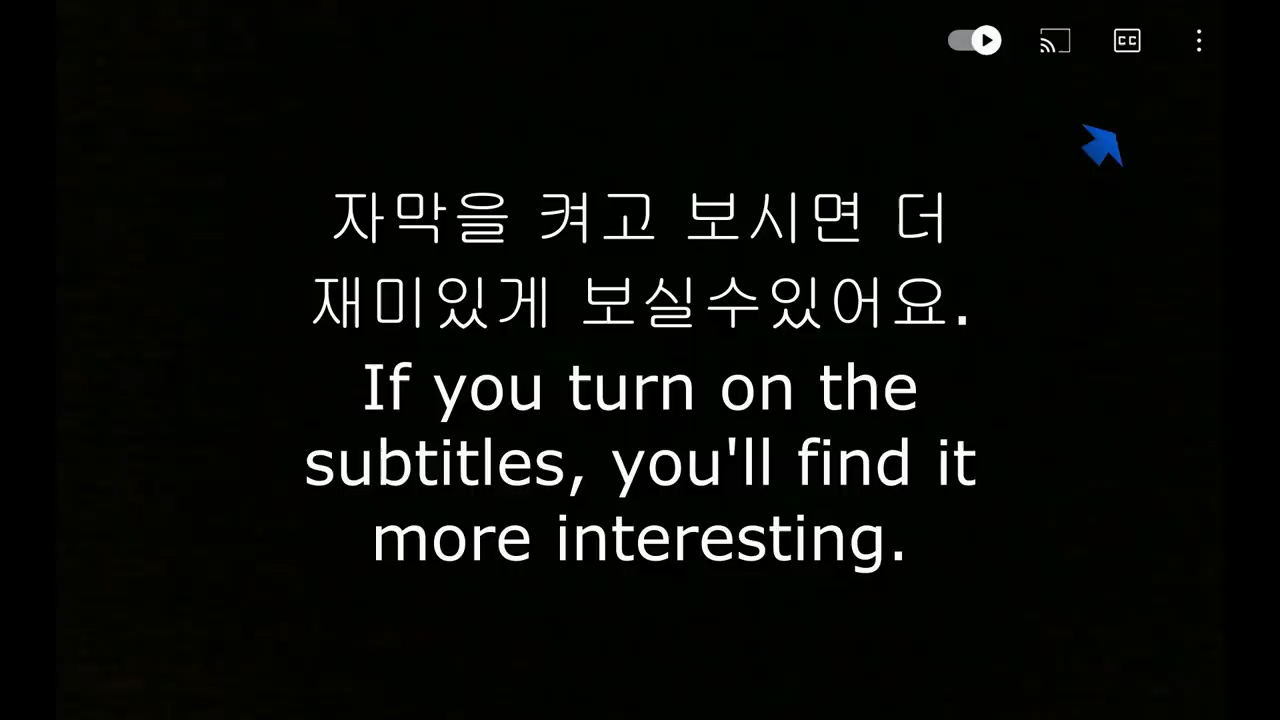 CC
자막을 켜고 보시면 더
재미있게 보실수있어요.
If you turn on the
subtitles, you'll find it
more interesting.